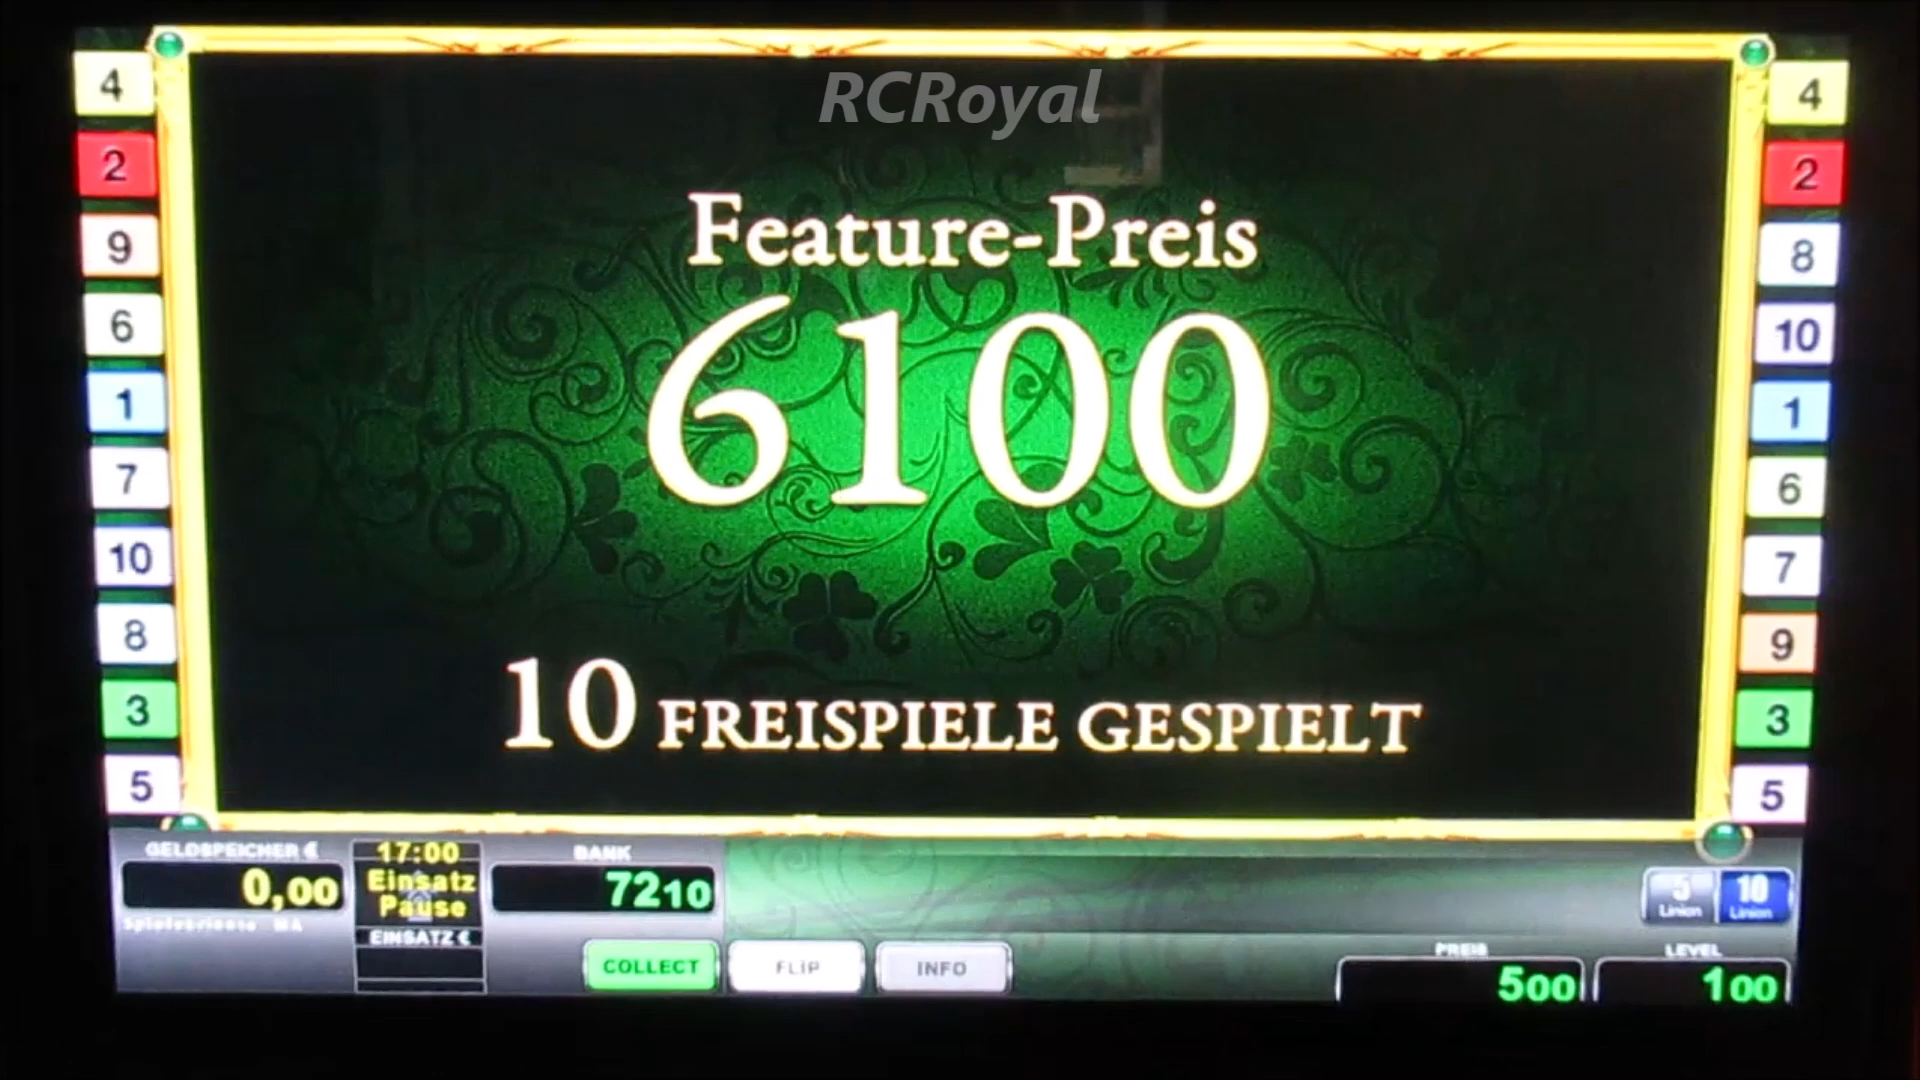 RCRoyal
4
2
9
6
1
7
10
8
3
5
Feature-Preis
6100
10 FREISPIELE GESPIELT
4
2
8
10
1
6
7
9
3
5
GELDSPEICHER €
0,00
17:00
Einsatz
Pause
EINSATZ €
BANK
7210
COLLECT
FLIP
INFO
5
Linien
10
Linien
PREIS
500
LEVEL
100